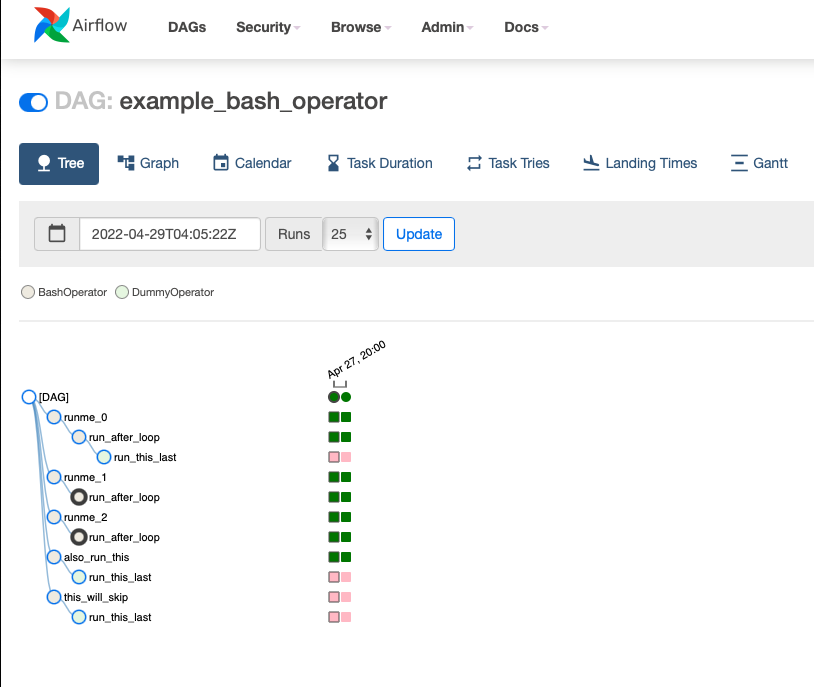 Airflow DAGs Security Browse Admin Docs
DAG: example_bash_operator
Tree Graph Calendar Task Duration Task Tries Landing Times Gantt
2022-04-29T04:05:22Z Runs 25 Update
BashOperator DummyOperator
Apr 27, 20:00
[DAG]
runme_0
run_after_loop
run_this_last
runme_1
run_after_loop
runme_2
run_after_loop
also_run_this
run_this_last
this_will_skip
run_this_last